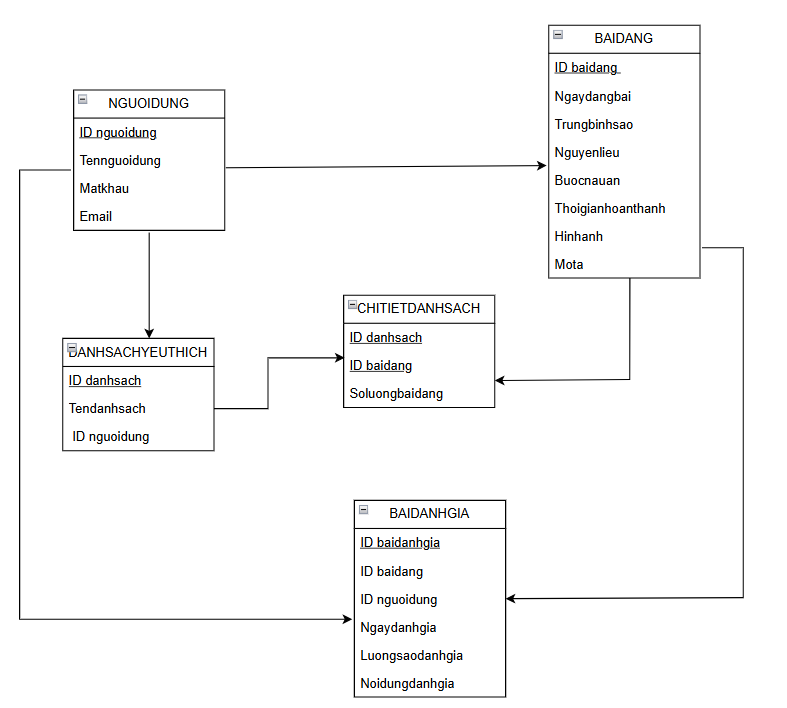 BAIDANG
ID baidang
Ngaydangbai
Trungbinhsao
Nguyenlieu
Buocnauan
Thoigianhoanthanh
Hinhanh
Mota
NGUOIDUNG
ID nguoidung
Tennguoidung
Matkhau
Email
CHITIETDANHSACH
ID danhsach
ID baidang
Soluongbaidang
DANHSACHYEUTHICH
ID danhsach
Tendanhsach
ID nguoidung
BAIDANHGIA
ID baidanhgia
ID baidang
ID nguoidung
Ngaydanhgia
Luongsaodanhgia
Noidungdanhgia